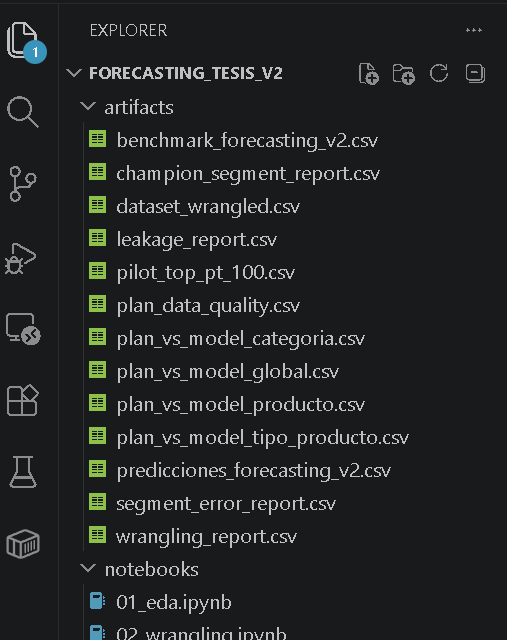 EXPLORER
1
FORECASTING_TESIS_V2
artifacts
benchmark_forecasting_v2.csv
champion_segment_report.csv
dataset_wrangled.csv
leakage_report.csv
pilot_top_pt_100.csv
plan_data_quality.csv
plan_vs_model_categoria.csv
plan_vs_model_global.csv
plan_vs_model_producto.csv
plan_vs_model_tipo_producto.csv
predicciones_forecasting_v2.csv
segment_error_report.csv
wrangling_report.csv
notebooks
01_eda.ipynb
02_wrangling.ipynb